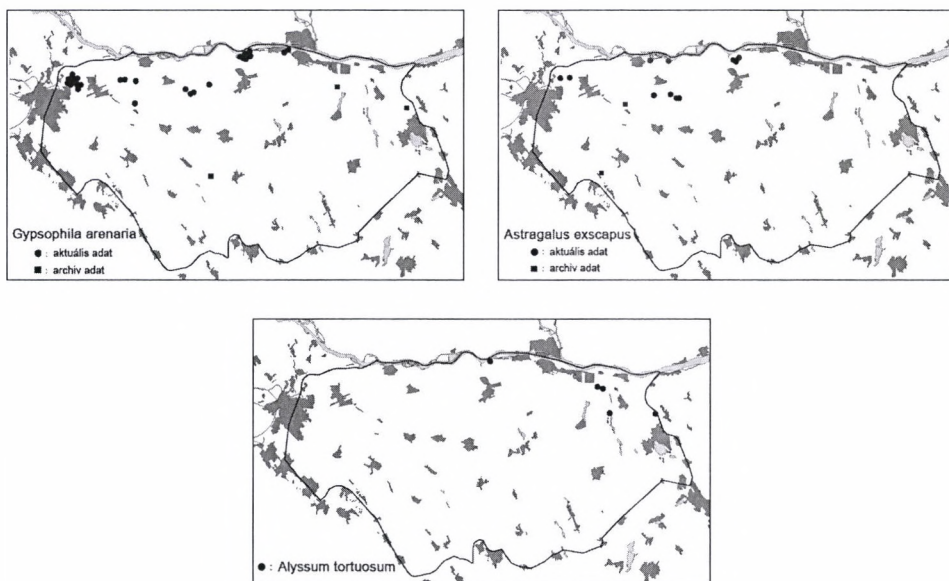 Gypsophila arenaria
● : aktuális adat
■ : archív adat
Astragalus exscapus
● : aktuális adat
■ : archív adat
● : Alyssum tortuosum